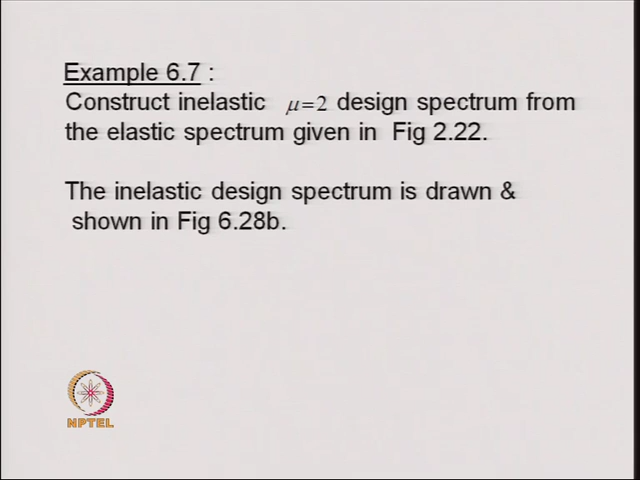 Example 6.7 :
Construct inelastic μ=2 design spectrum from
the elastic spectrum given in Fig 2.22.
The inelastic design spectrum is drawn &
shown in Fig 6.28b.
NPTEL